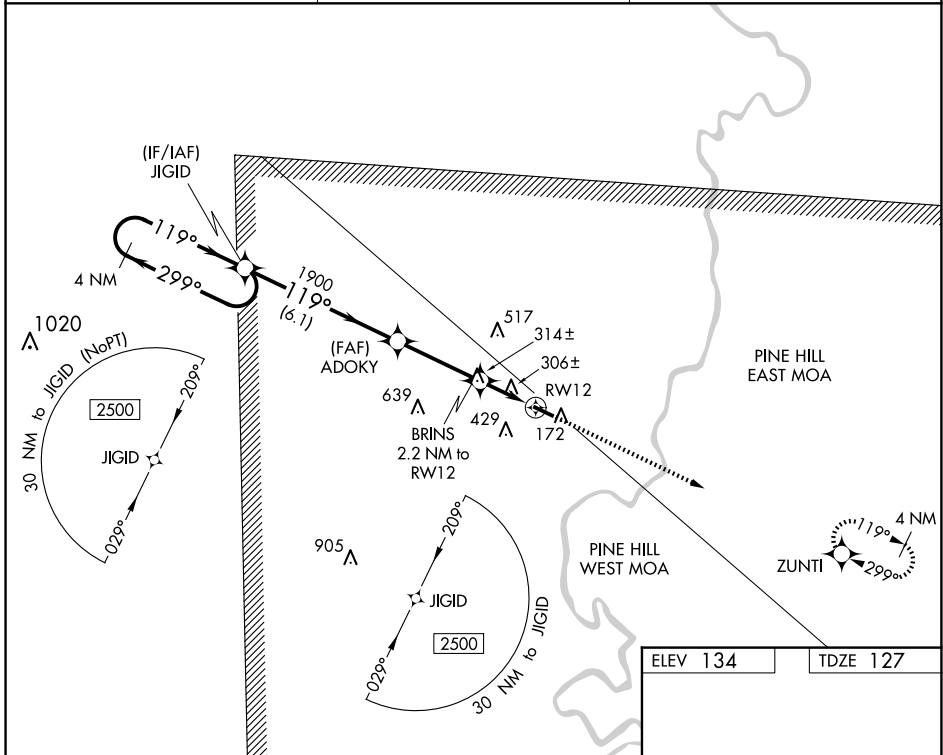 (IF/IAF)
JIGID
119°
299°
4 NM
1900
119°
(6.1)
(FAF)
ADOKY
1020
517
314±
306±
RW12
639
429
172
BRINS
2.2 NM to
RW12
PINE HILL
EAST MOA
30 NM to JIGID (NoPT)
209°
2500
JIGID
029°
905
209°
JIGID
2500
029°
30 NM to JIGID
PINE HILL
WEST MOA
119°
4 NM
ZUNTI
299°
ELEV 134
TDZE 127